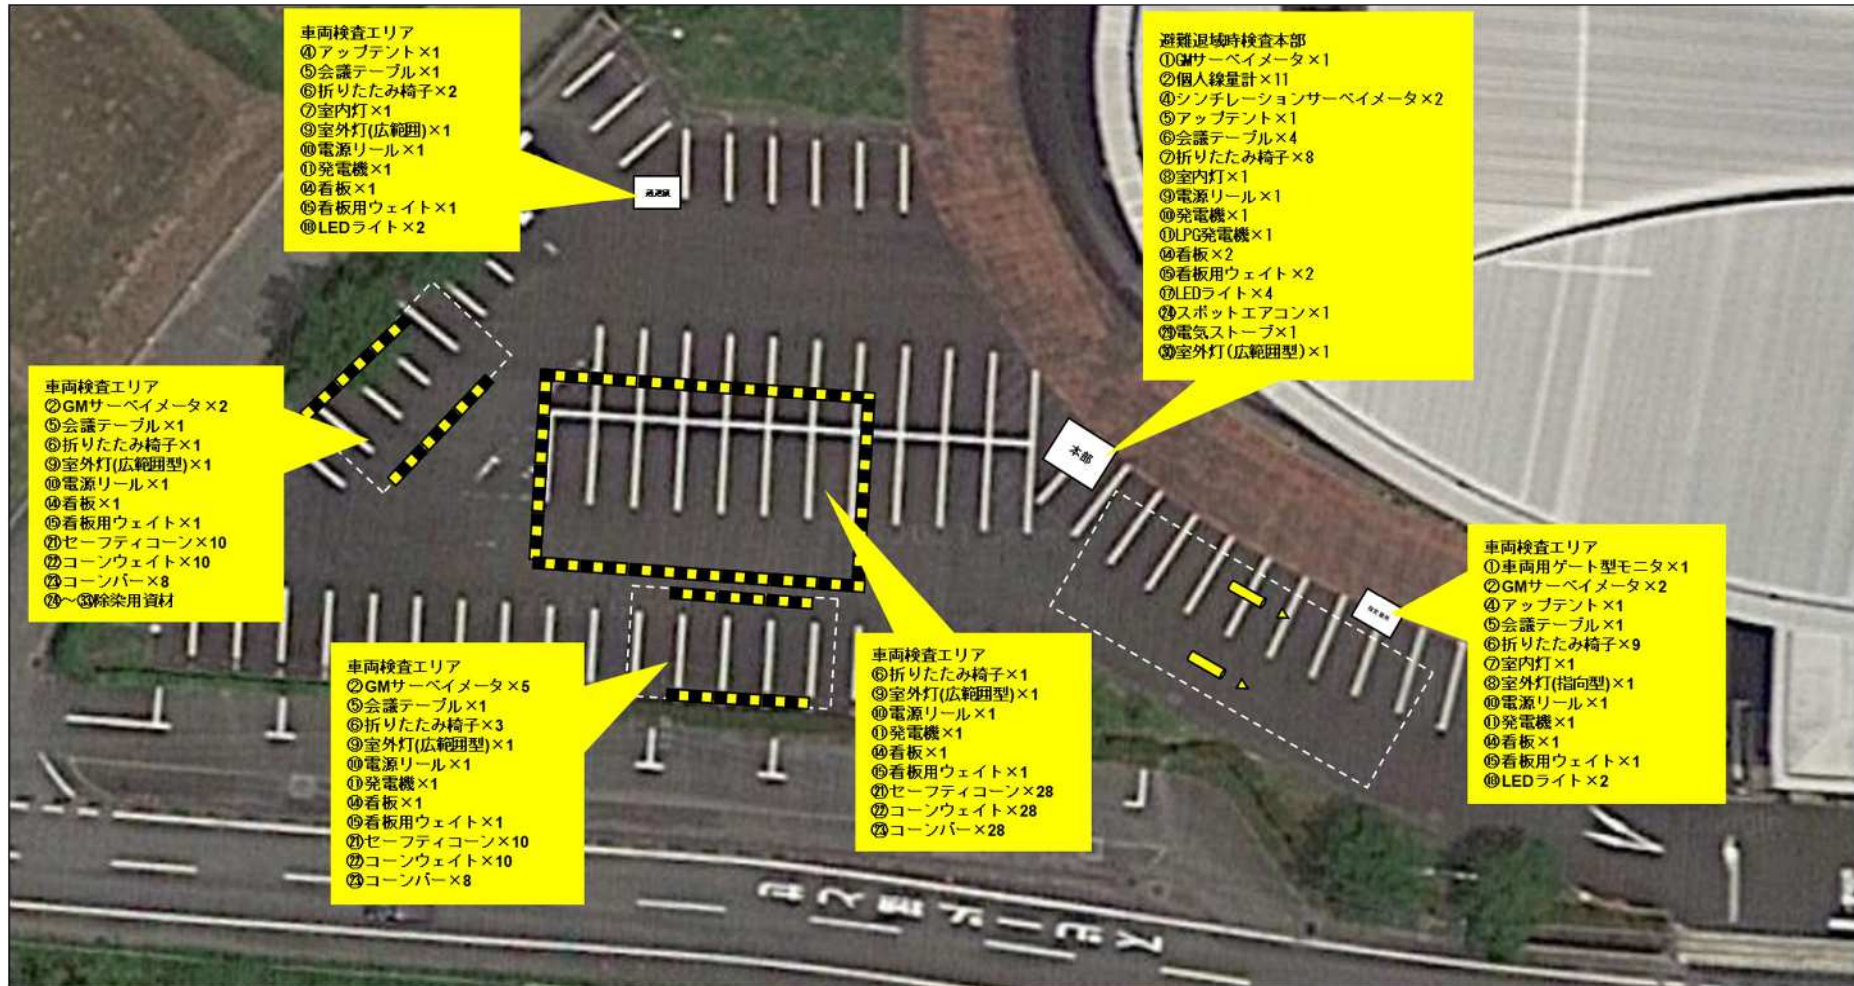 車両検査エリア
④アップテント×1
⑤会議テーブル×1
⑥折りたたみ椅子×2
⑦室内灯×1
⑨室外灯(広範囲)×1
⑩電源リール×1
⑪発電機×1
⑭看板×1
⑮看板用ウェイト×1
⑱LEDライト×2
避難退域時検査本部
①GMサーベイメータ×1
②個人線量計×11
④シンチレーションサーベイメータ×2
⑤アップテント×1
⑥会議テーブル×4
⑦折りたたみ椅子×8
⑧室内灯×1
⑨電源リール×1
⑩発電機×1
⑪LPG発電機×1
⑭看板×2
⑮看板用ウェイト×2
⑰LEDライト×4
スポットエアコン×1
電気ストーブ×1
室外灯(広範囲型)×1
車両検査エリア
②GMサーベイメータ×2
⑤会議テーブル×1
⑥折りたたみ椅子×1
⑨室外灯(広範囲型)×1
⑩電源リール×1
⑭看板×1
⑮看板用ウェイト×1
㉑セーフティコーン×10
㉒コーンウェイト×10
㉓コーンバー×8
㉔～㉝除染用資材
本部
車両検査エリア
①車両用ゲート型モニタ×1
②GMサーベイメータ×2
④アップテント×1
⑤会議テーブル×1
⑥折りたたみ椅子×9
⑦室内灯×1
⑧室外灯(指向型)×1
⑩電源リール×1
⑪発電機×1
⑭看板×1
⑮看板用ウェイト×1
⑱LEDライト×2
車両検査エリア
②GMサーベイメータ×5
⑤会議テーブル×1
⑥折りたたみ椅子×3
⑨室外灯(広範囲型)×1
⑩電源リール×1
⑪発電機×1
⑭看板×1
⑮看板用ウェイト×1
㉑セーフティコーン×10
㉒コーンウェイト×10
㉓コーンバー×8
車両検査エリア
⑥折りたたみ椅子×1
⑨室外灯(広範囲型)×1
⑩電源リール×1
⑪発電機×1
⑭看板×1
⑮看板用ウェイト×1
㉑セーフティコーン×28
㉒コーンウェイト×28
㉓コーンバー×28